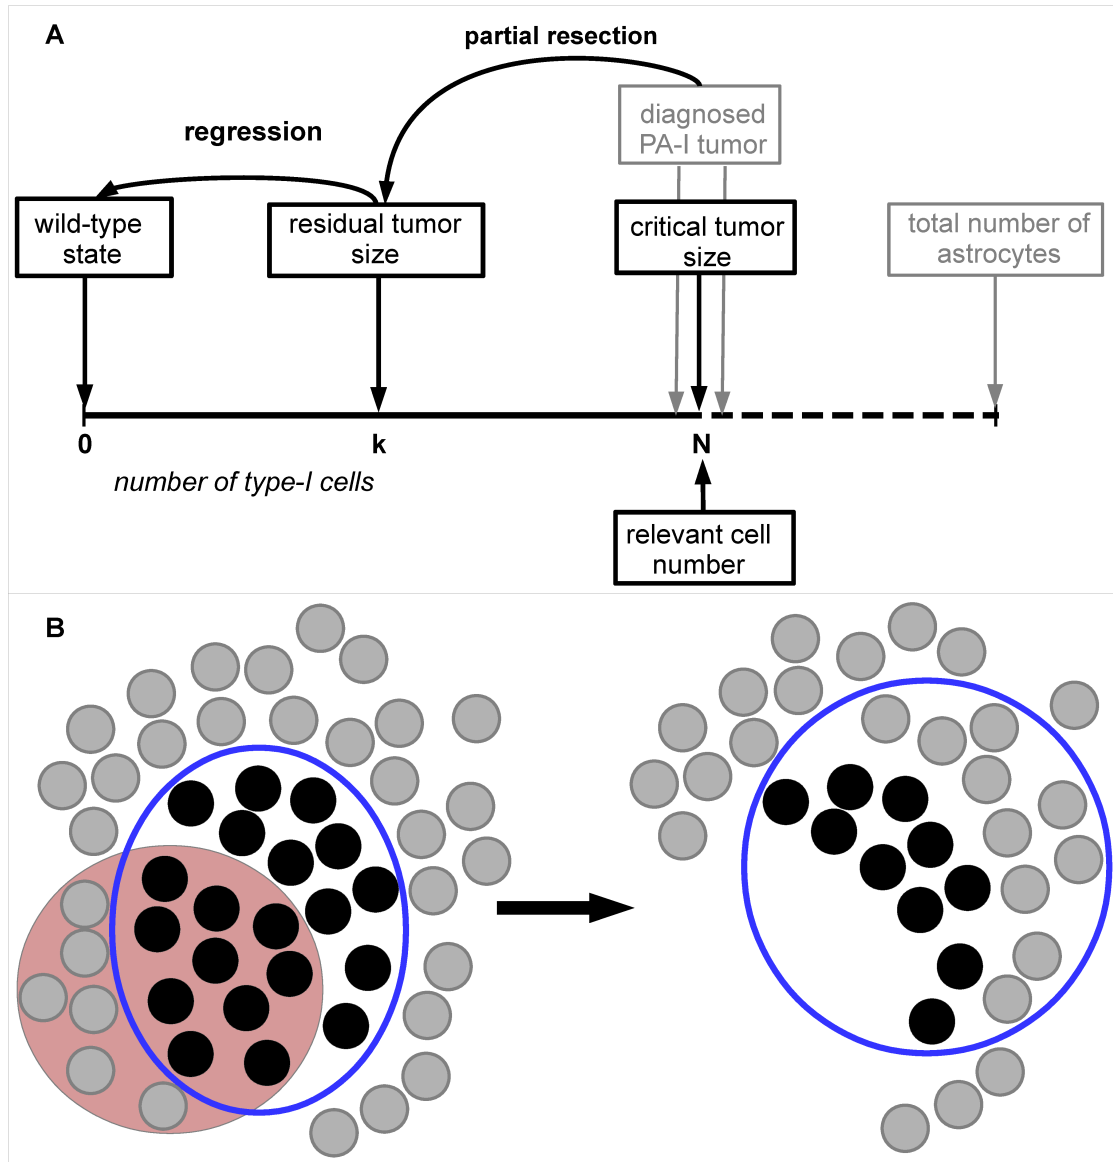 A
partial resection
diagnosed
PA-I tumor
regression
wild-type
state
residual tumor
size
critical tumor
size
total number of
astrocytes
0
k
N
number of type-I cells
relevant cell
number
B